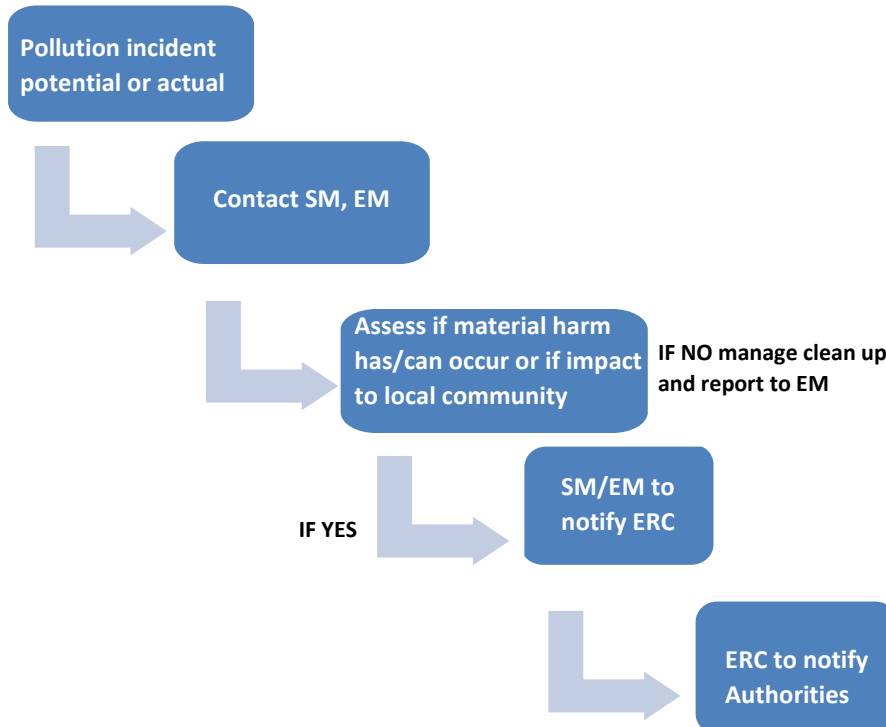 Pollution incident
potential or actual
Contact SM, EM
Assess if material harm
has/can occur or if impact
to local community
IF NO manage clean up
and report to EM
SM/EM to
notify ERC
IF YES
ERC to notify
Authorities